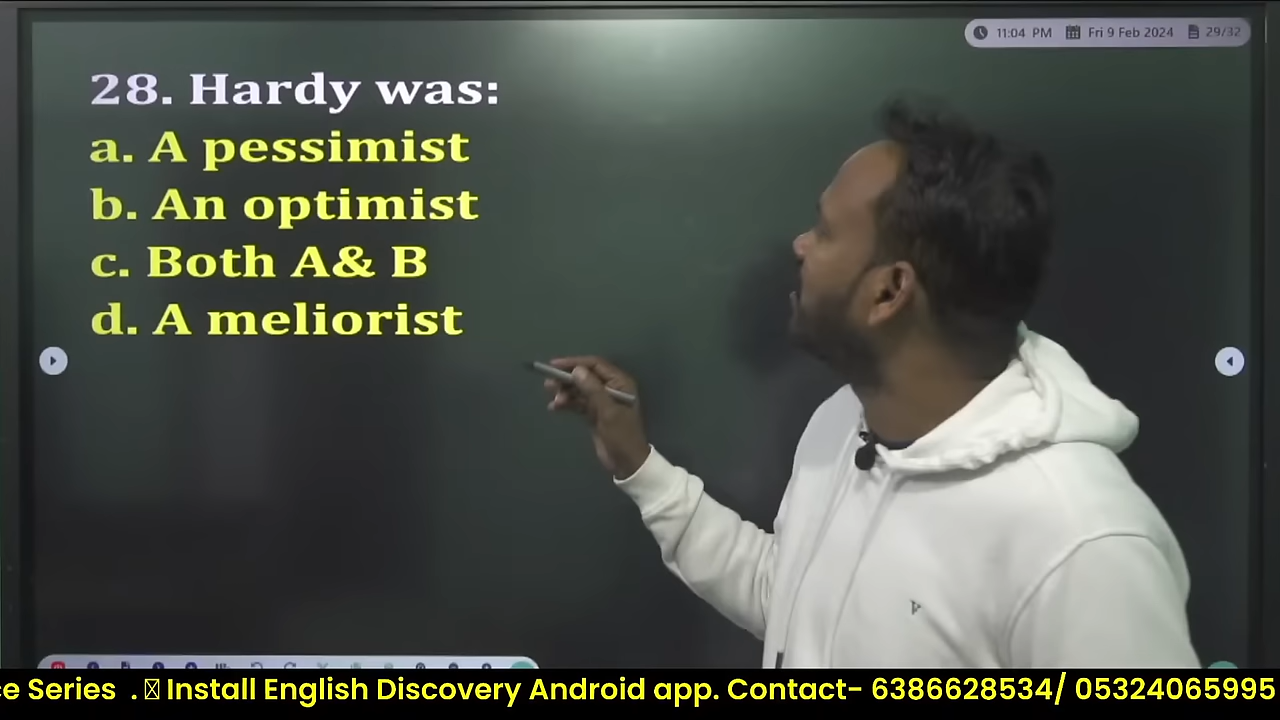 11:04 PM Fri 9 Feb 2024 29/32
28. Hardy was:
a. A pessimist
b. An optimist
c. Both A& B
d. A meliorist
ce Series . Install English Discovery Android app. Contact- 6386628534/ 05324065995